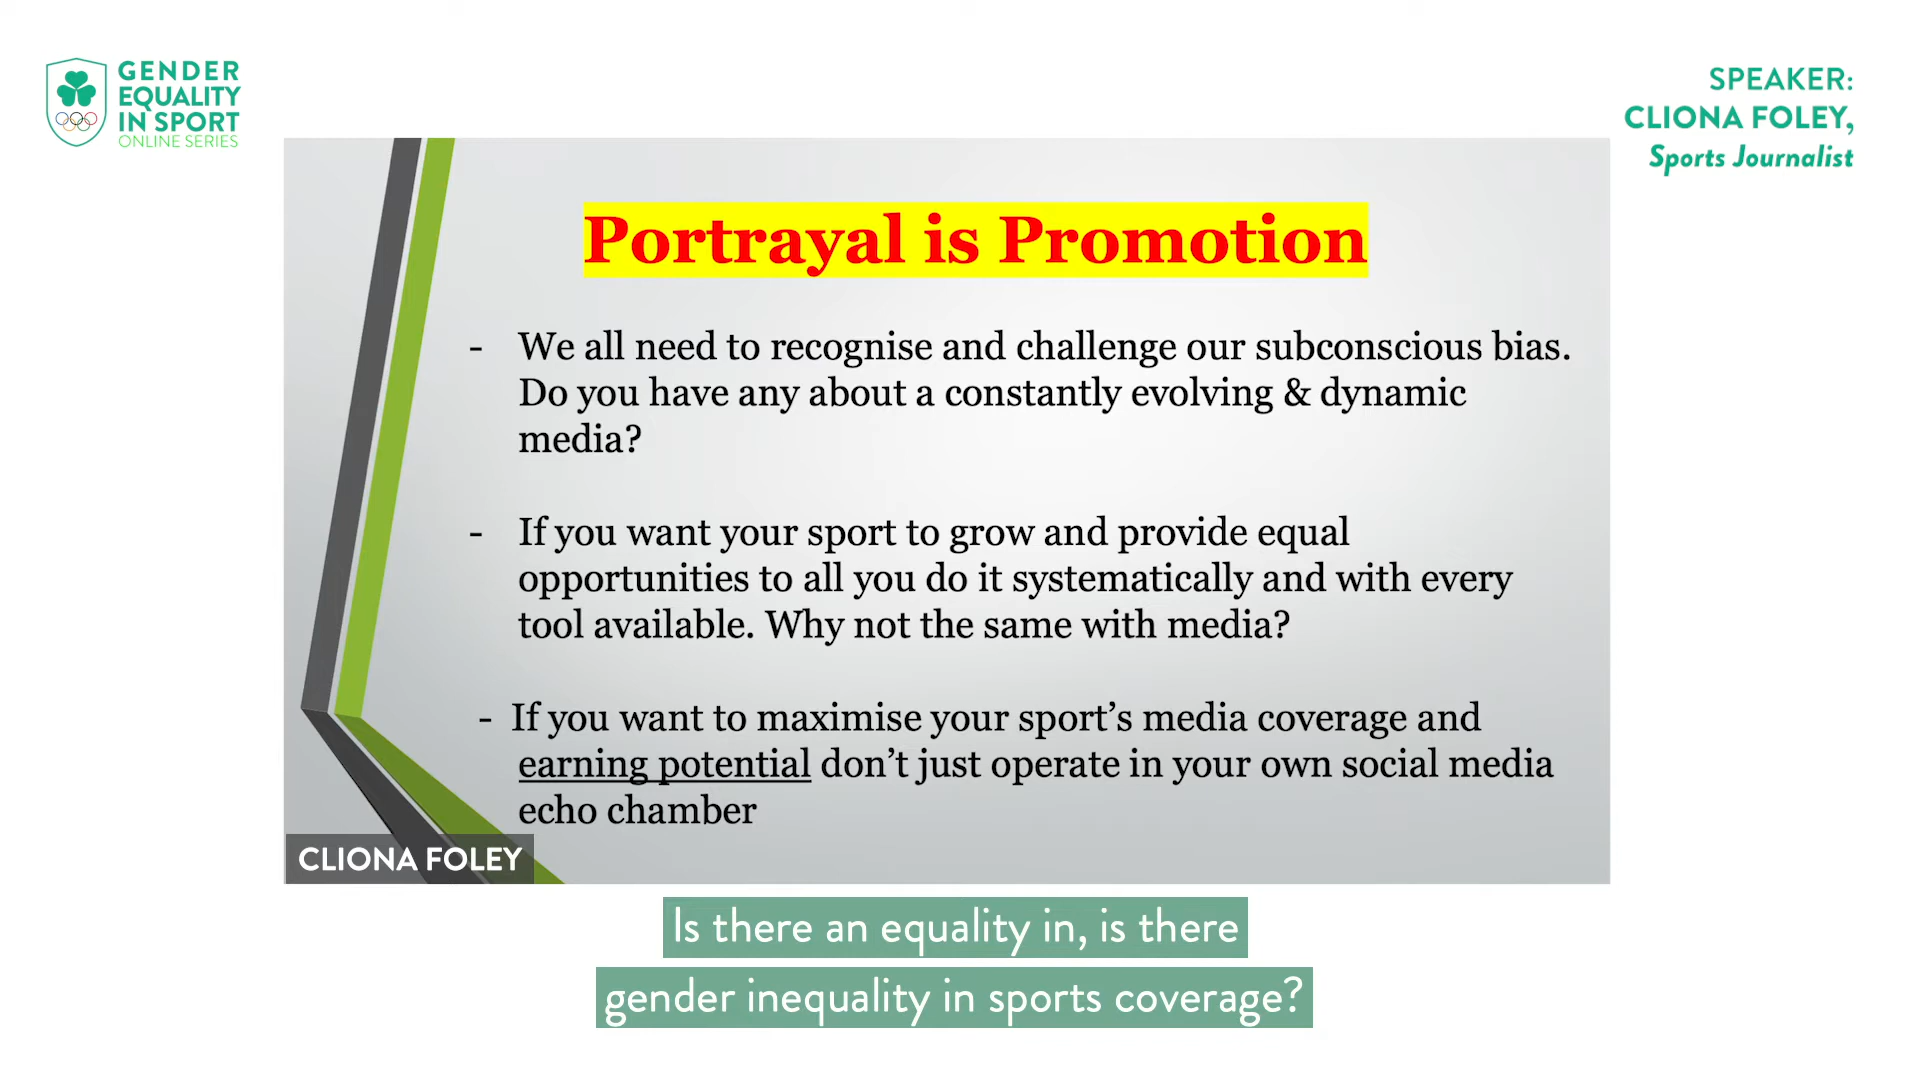 GENDER
EQUALITY
IN SPORT
ONLINE SERIES
SPEAKER:
CLIONA FOLEY,
Sports Journalist
Portrayal is Promotion
- We all need to recognise and challenge our subconscious bias.
Do you have any about a constantly evolving & dynamic
media?
- If you want your sport to grow and provide equal
opportunities to all you do it systematically and with every
tool available. Why not the same with media?
- If you want to maximise your sport’s media coverage and
earning potential don’t just operate in your own social media
echo chamber
CLIONA FOLEY
Is there an equality in, is there
gender inequality in sports coverage?